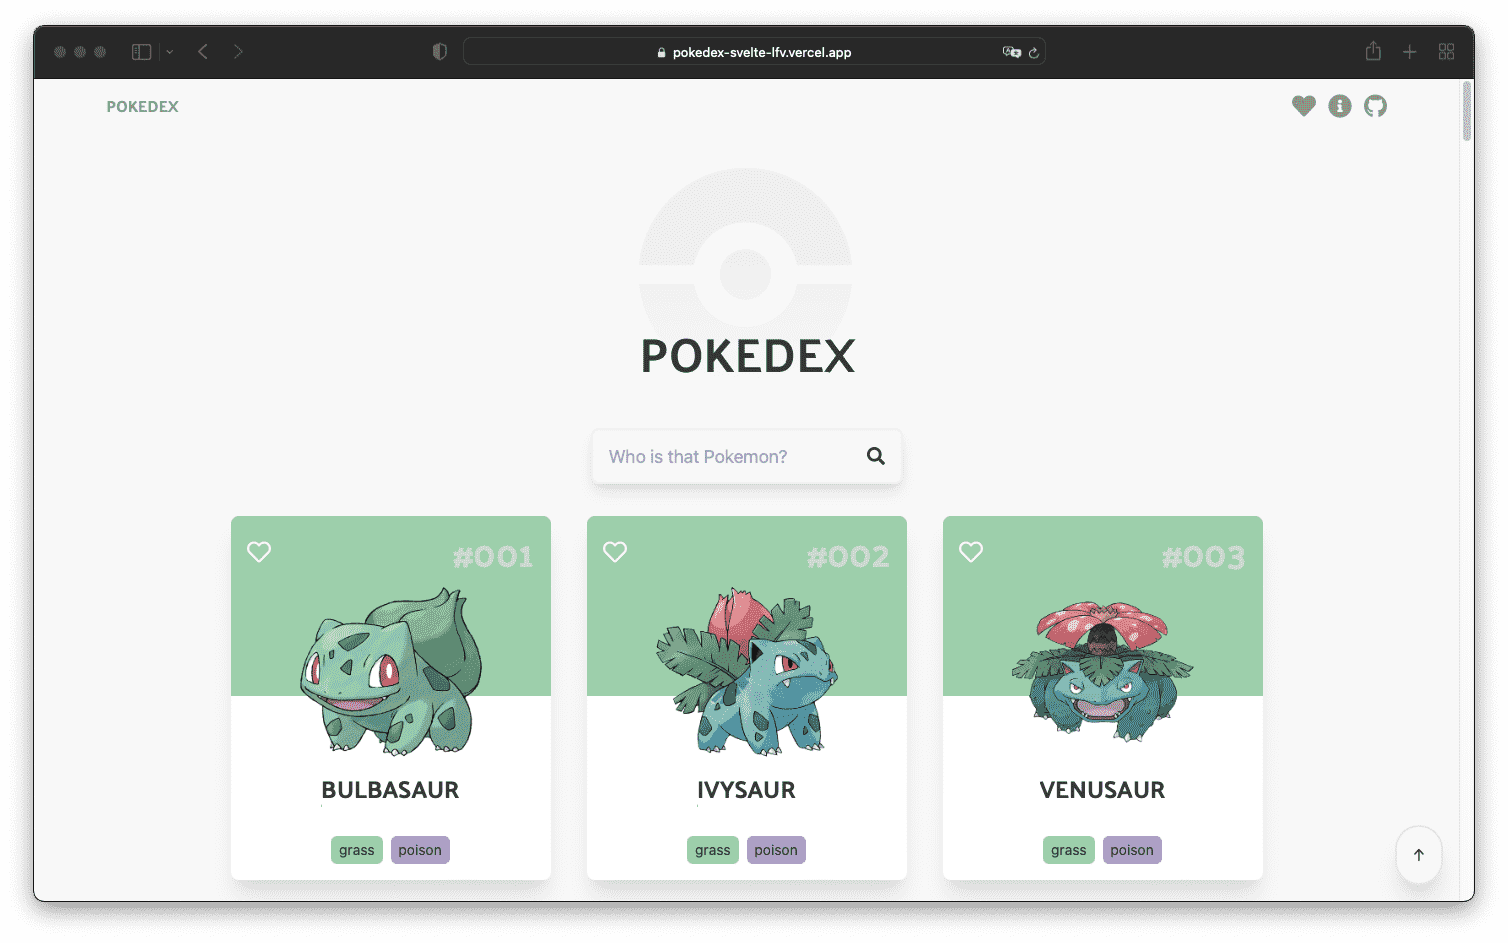 pokedex-svelte-lfv.vercel.app
POKEDEX
POKEDEX
Who is that Pokemon?
#001
#002
#003
BULBASAUR
IVYSAUR
VENUSAUR
grass poison
grass poison
grass poison